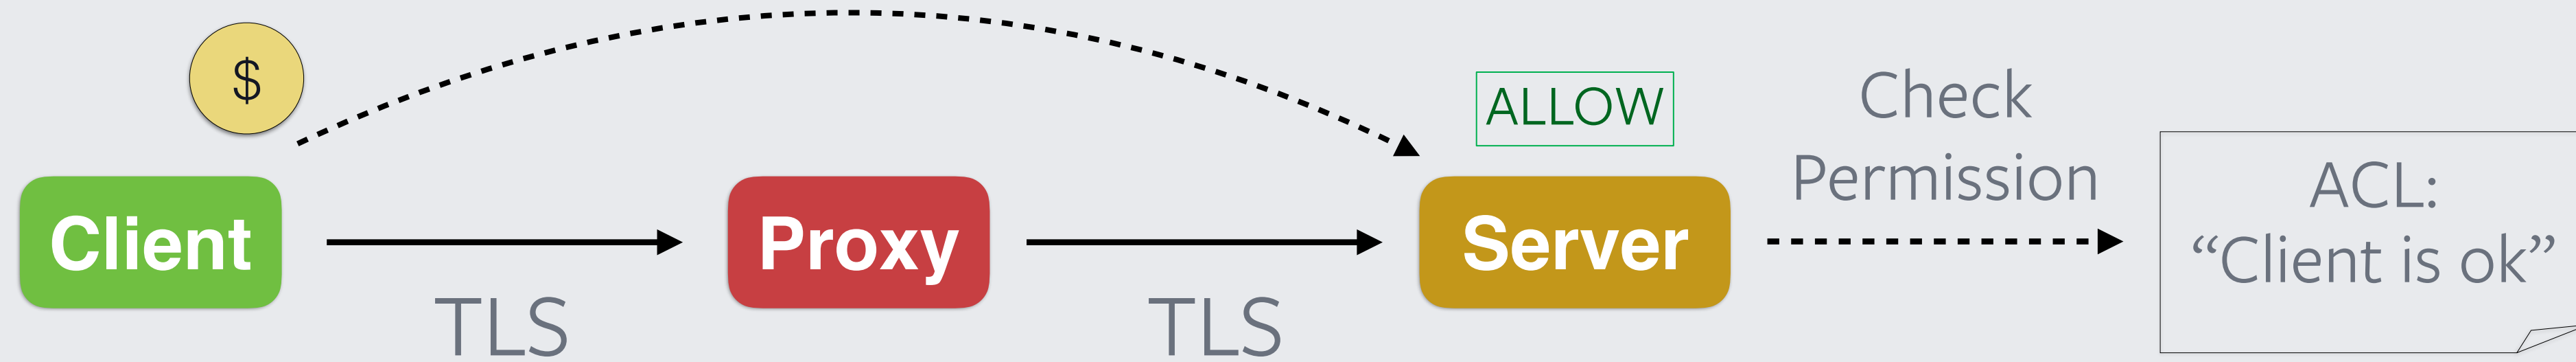 $
Client
TLS
Proxy
TLS
ALLOW
Server
Check
Permission
ACL:
“Client is ok”